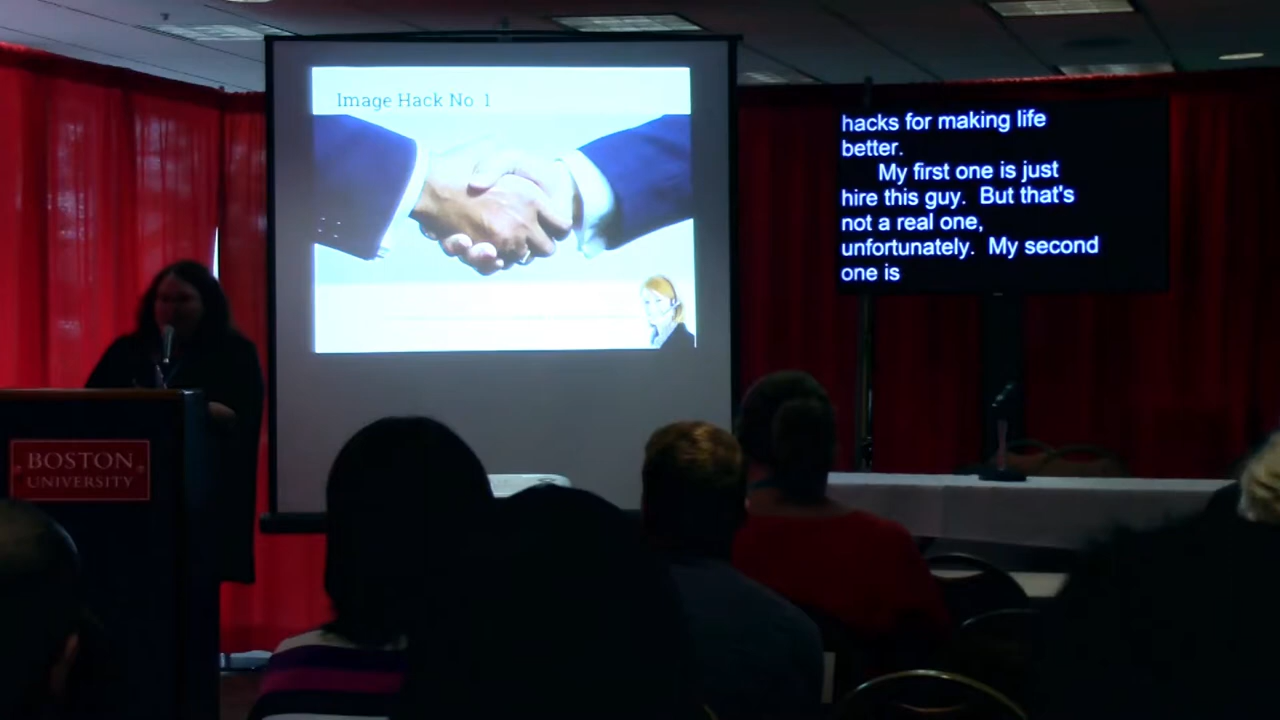 Image Hack No 1
hacks for making life
better.
My first one is just
hire this guy. But that's
not a real one,
unfortunately. My second
one is
BOSTON
UNIVERSITY